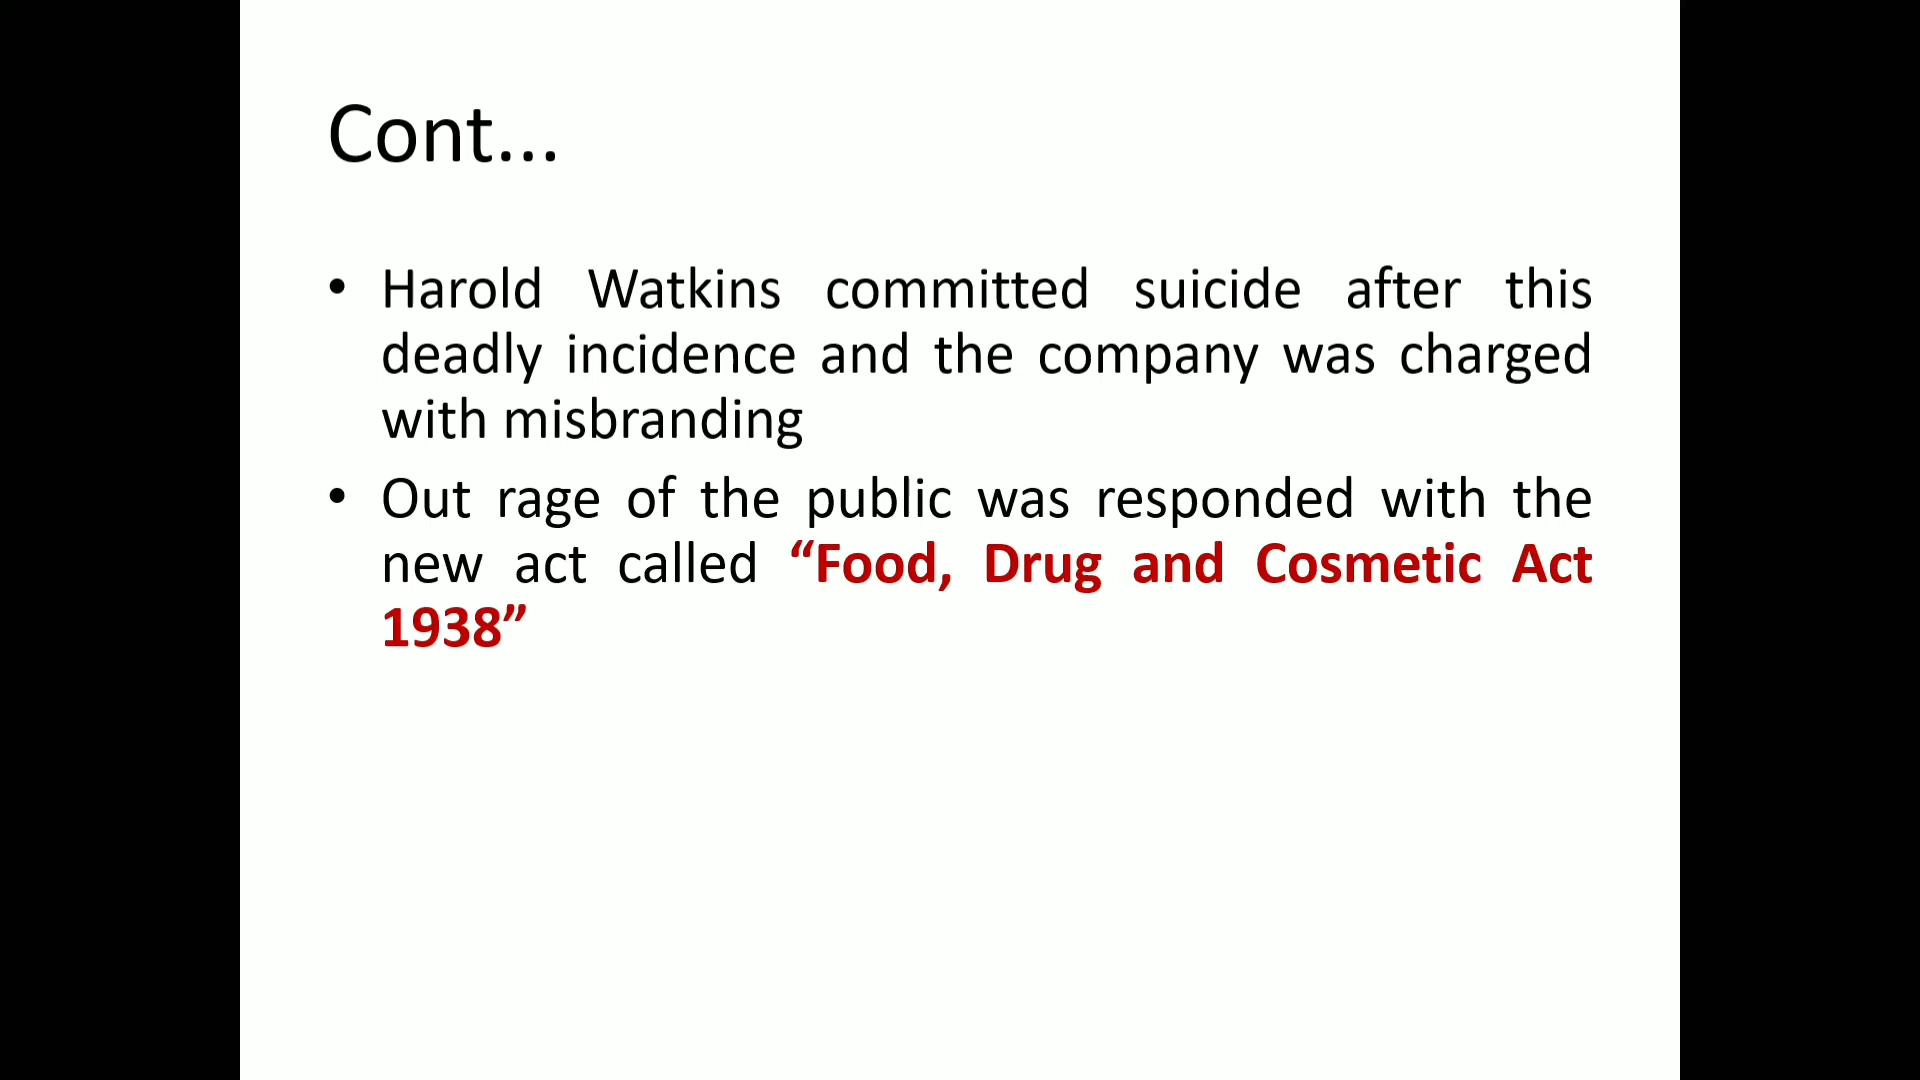 Cont...
• Harold Watkins committed suicide after this
deadly incidence and the company was charged
with misbranding
• Out rage of the public was responded with the
new act called “Food, Drug and Cosmetic Act
1938”